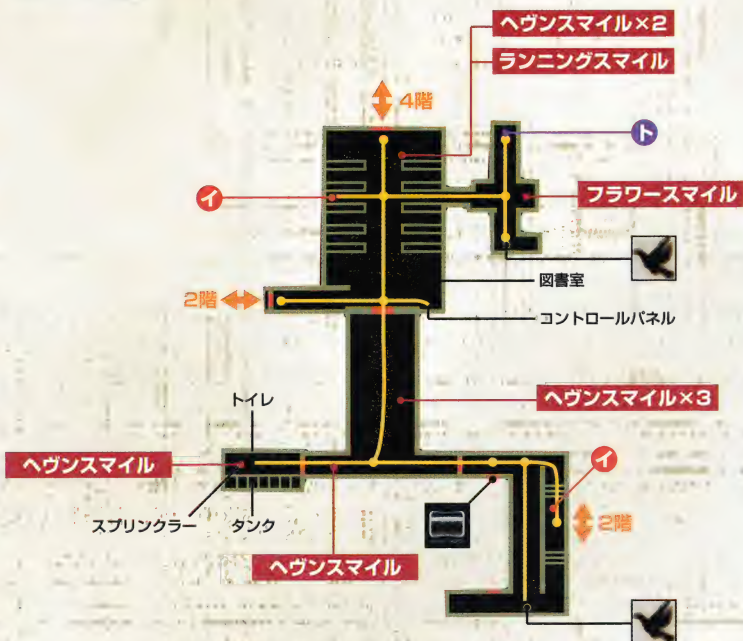 ヘヴンスマイル×2
ランニングスマイル
4階
ト
イ
フラワースマイル
2階
図書室
コントロールパネル
トイレ
ヘヴンスマイル×3
ヘヴンスマイル
イ
スプリンクラー
タンク
2階
ヘヴンスマイル